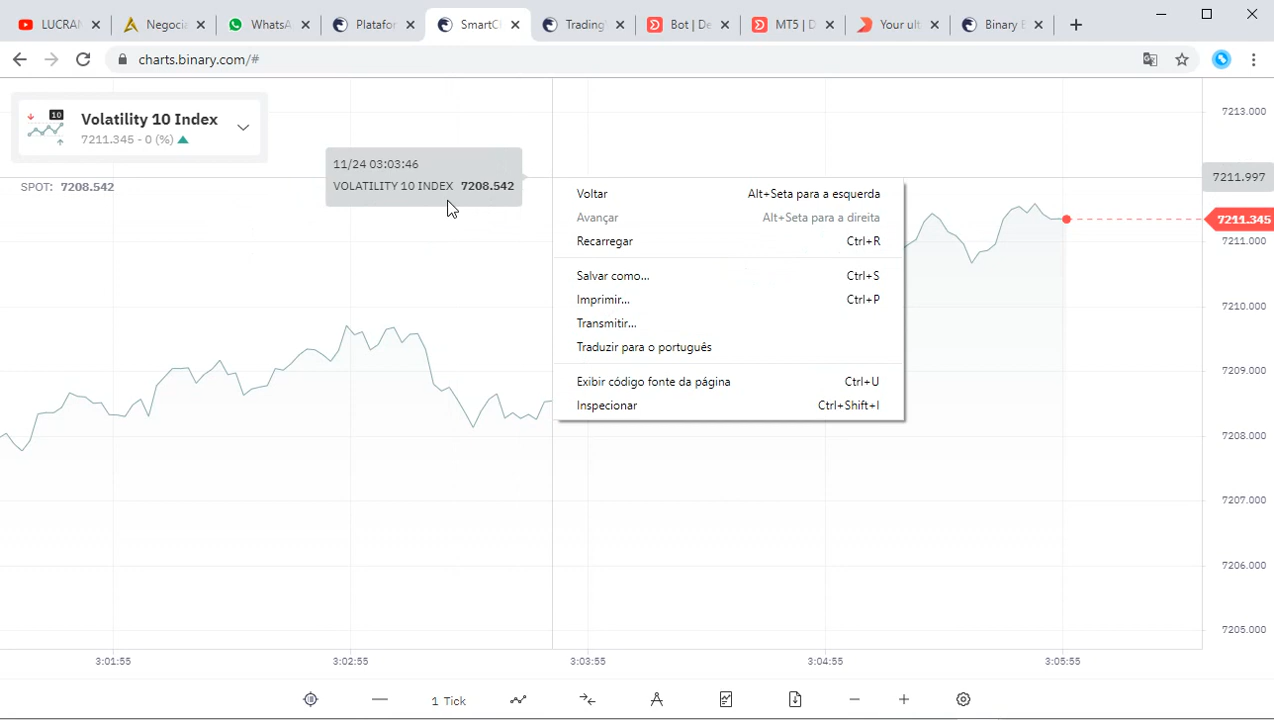 LUCRAN
Negocia
WhatsA
Platafor
SmartCh
Trading
Bot | De
MT5 | D
Your ult
Binary B
charts.binary.com/#
10
Volatility 10 Index
7211.345 - 0 (%)
SPOT: 7208.542
11/24 03:03:46
VOLATILITY 10 INDEX 7208.542
Voltar Alt+Seta para a esquerda
Avançar Alt+Seta para a direita
Recarregar Ctrl+R
Salvar como... Ctrl+S
Imprimir... Ctrl+P
Transmitir...
Traduzir para o português
Exibir código fonte da página Ctrl+U
Inspecionar Ctrl+Shift+I
7213.000
7211.997
7211.345
7211.000
7210.000
7209.000
7208.000
7207.000
7206.000
7205.000
3:01:55
3:02:55
3:03:55
3:04:55
3:05:55
1 Tick